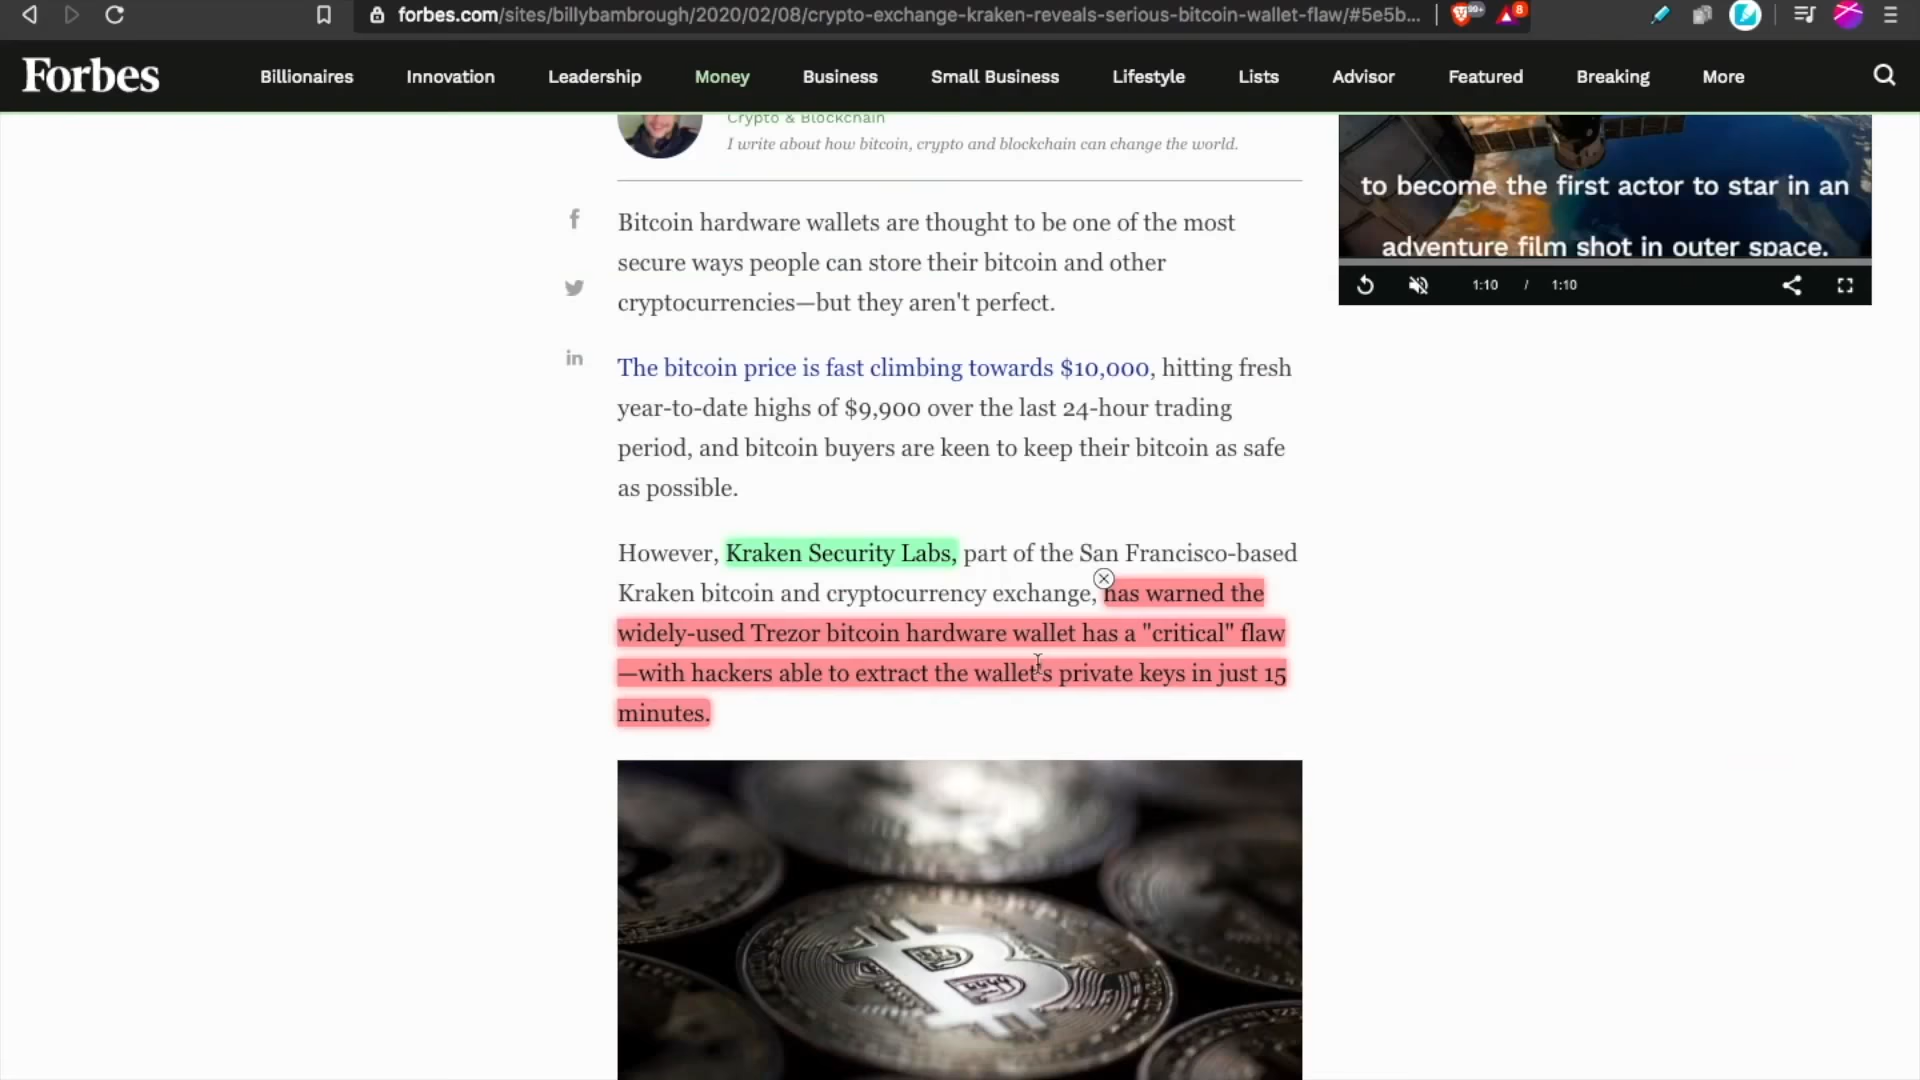 forbes.com/sites/billybambrough/2020/02/08/crypto-exchange-kraken-reveals-serious-bitcoin-wallet-flaw/#5e5b...
99+
8
Forbes
Billionaires
Innovation
Leadership
Money
Business
Small Business
Lifestyle
Lists
Advisor
Featured
Breaking
More
Crypto & Blockchain
I write about how bitcoin, crypto and blockchain can change the world.
to become the first actor to star in an
adventure film shot in outer space.
1:10 / 1:10
f
in
Bitcoin hardware wallets are thought to be one of the most
secure ways people can store their bitcoin and other
cryptocurrencies—but they aren't perfect.
The bitcoin price is fast climbing towards $10,000, hitting fresh
year-to-date highs of $9,900 over the last 24-hour trading
period, and bitcoin buyers are keen to keep their bitcoin as safe
as possible.
However, Kraken Security Labs, part of the San Francisco-based
Kraken bitcoin and cryptocurrency exchange, has warned the
widely-used Trezor bitcoin hardware wallet has a "critical" flaw
—with hackers able to extract the wallet's private keys in just 15
minutes.